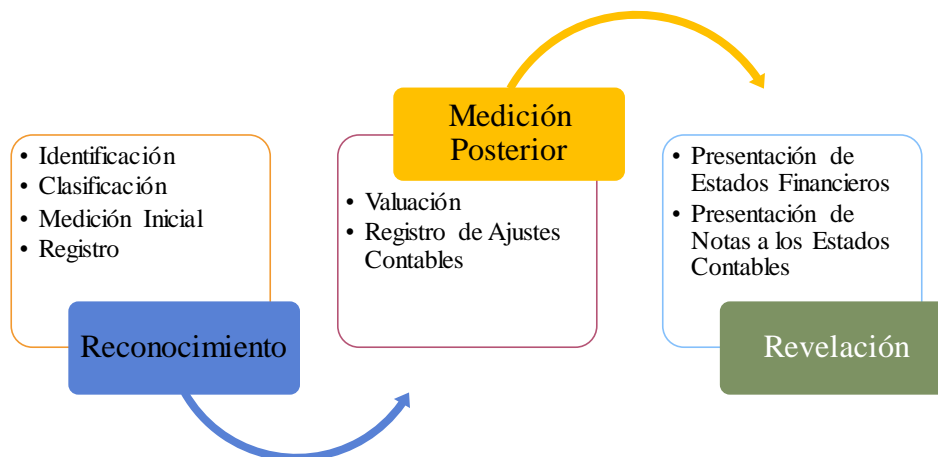 • Identificación
• Clasificación
• Medición Inicial
• Registro
Reconocimiento
Medición
Posterior
• Valuación
• Registro de Ajustes
Contables
• Presentación de
Estados Financieros
• Presentación de
Notas a los Estados
Contables
Revelación